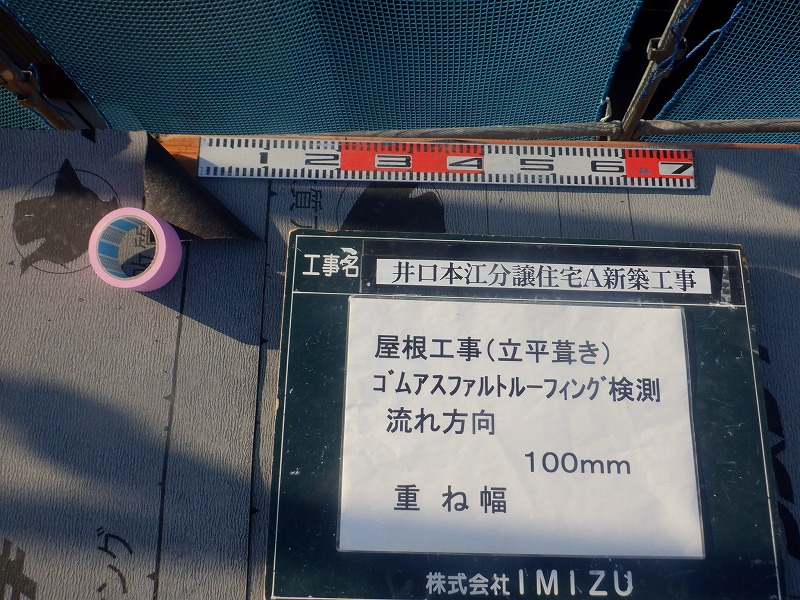 1 2 3 4 5 6 7
質
工事名
井口本江分譲住宅A新築工事
屋根工事(立平葺き)
ｺﾞﾑｱｽﾌｧﾙﾄﾙｰﾌｨﾝｸﾞ検測
流れ方向
100mm
重ね幅
株式会社IMIZU
ング